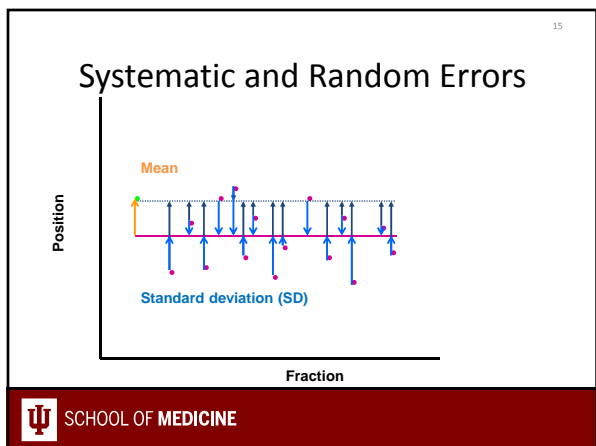 15
Systematic and Random Errors
Mean
Position
Standard deviation (SD)
Fraction
Ψ SCHOOL OF MEDICINE